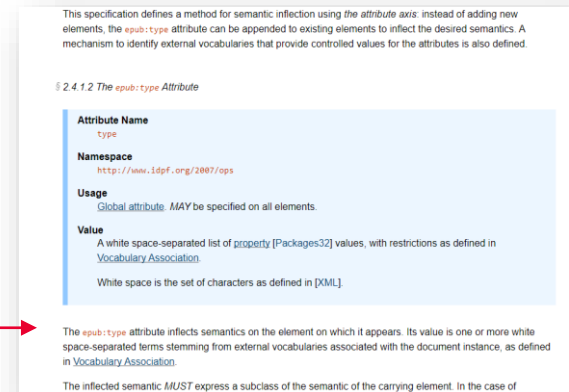 This specification defines a method for semantic inflection using the attribute axis: instead of adding new
elements, the epub:type attribute can be appended to existing elements to inflect the desired semantics. A
mechanism to identify external vocabularies that provide controlled values for the attributes is also defined.
§ 2.4.1.2 The epub:type Attribute
Attribute Name
type
Namespace
http://www.idpf.org/2007/ops
Usage
Global attribute. MAY be specified on all elements.
Value
A white space-separated list of property [Packages32] values, with restrictions as defined in
Vocabulary Association.
White space is the set of characters as defined in [XML].
The epub:type attribute inflects semantics on the element on which it appears. Its value is one or more white
space-separated terms stemming from external vocabularies associated with the document instance, as defined
in Vocabulary Association.
The inflected semantic MUST express a subclass of the semantic of the carrying element. In the case of